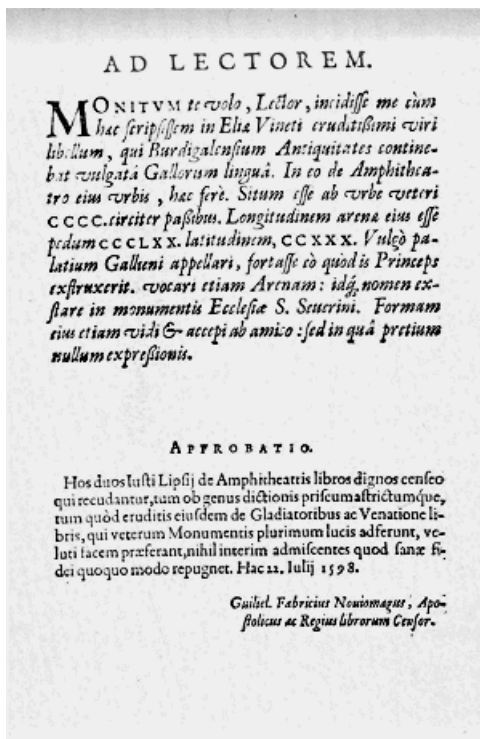 AD LECTOREM.
MONITVM te volo, Lector, incidisse me cùm
hæc scripsissem in Eliæ Vineti eruditissimi viri
libellum, qui Burdigalensium Antiquitates contine-
bat vulgatâ Gallorum linguâ. In eo de Amphithea-
tro eius vrbis, hæc ferè. Situm esse ab vrbe veteri
CCCC. circiter passibus. Longitudinem arenæ eius esse
pedum CCCLXX. latitudinem, CCXXX. Vulgò pa-
latium Gallieni appellari, fortasse eò quod is Princeps
exstruxerit. vocari etiam Arenam: idq́; nomen ex-
stare in monumentis Ecclesiæ S. Seuerini. Formam
eius etiam vidi & accepi ab amico: sed in quâ pretium
nullum expressionis.
APPROBATIO.
Hos duos Iusti Lipsij de Amphitheatris libros dignos censeo
qui recudantur, tum ob genus dictionis priscum astrictumque,
tum quòd eruditis eiusdem de Gladiatoribus ac Venatione li-
bris, qui veterum Monumentis plurimum lucis adferunt, ve-
luti facem præferant, nihil interim admiscentes quod sanæ fi-
dei quoquo modo repugnet. Hac 22. Iulij 1598.
Guiliel. Fabricius Nouiomagus, Apo-
stolicus ac Regius librorum Censor.